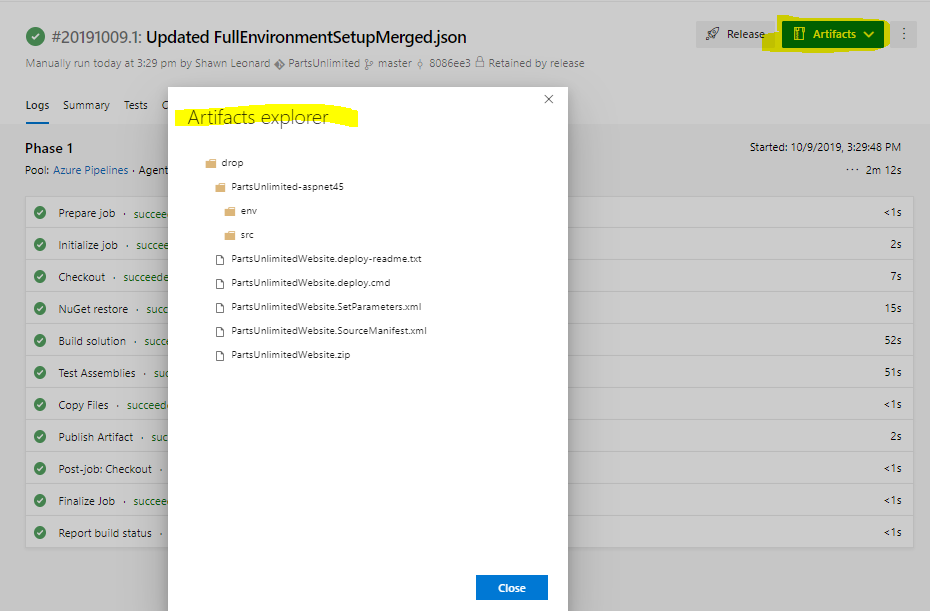 #20191009.1: Updated FullEnvironmentSetupMerged.json
Release
Artifacts
Manually run today at 3:29 pm by Shawn Leonard PartsUnlimited master 8086ee3 Retained by release
Logs Summary Tests
Artifacts explorer
Phase 1
Started: 10/9/2019, 3:29:48 PM
Pool: Azure Pipelines · Agent
··· 2m 12s
drop
PartsUnlimited-aspnet45
env
src
PartsUnlimitedWebsite.deploy-readme.txt
PartsUnlimitedWebsite.deploy.cmd
PartsUnlimitedWebsite.SetParameters.xml
PartsUnlimitedWebsite.SourceManifest.xml
PartsUnlimitedWebsite.zip
Prepare job · succee <1s
Initialize job · succee 2s
Checkout · succeede 7s
NuGet restore · succ 15s
Build solution · succe 52s
Test Assemblies · suc 51s
Copy Files · succeede <1s
Publish Artifact · suc 2s
Post-job: Checkout · <1s
Finalize Job · succee <1s
Report build status · <1s
Close